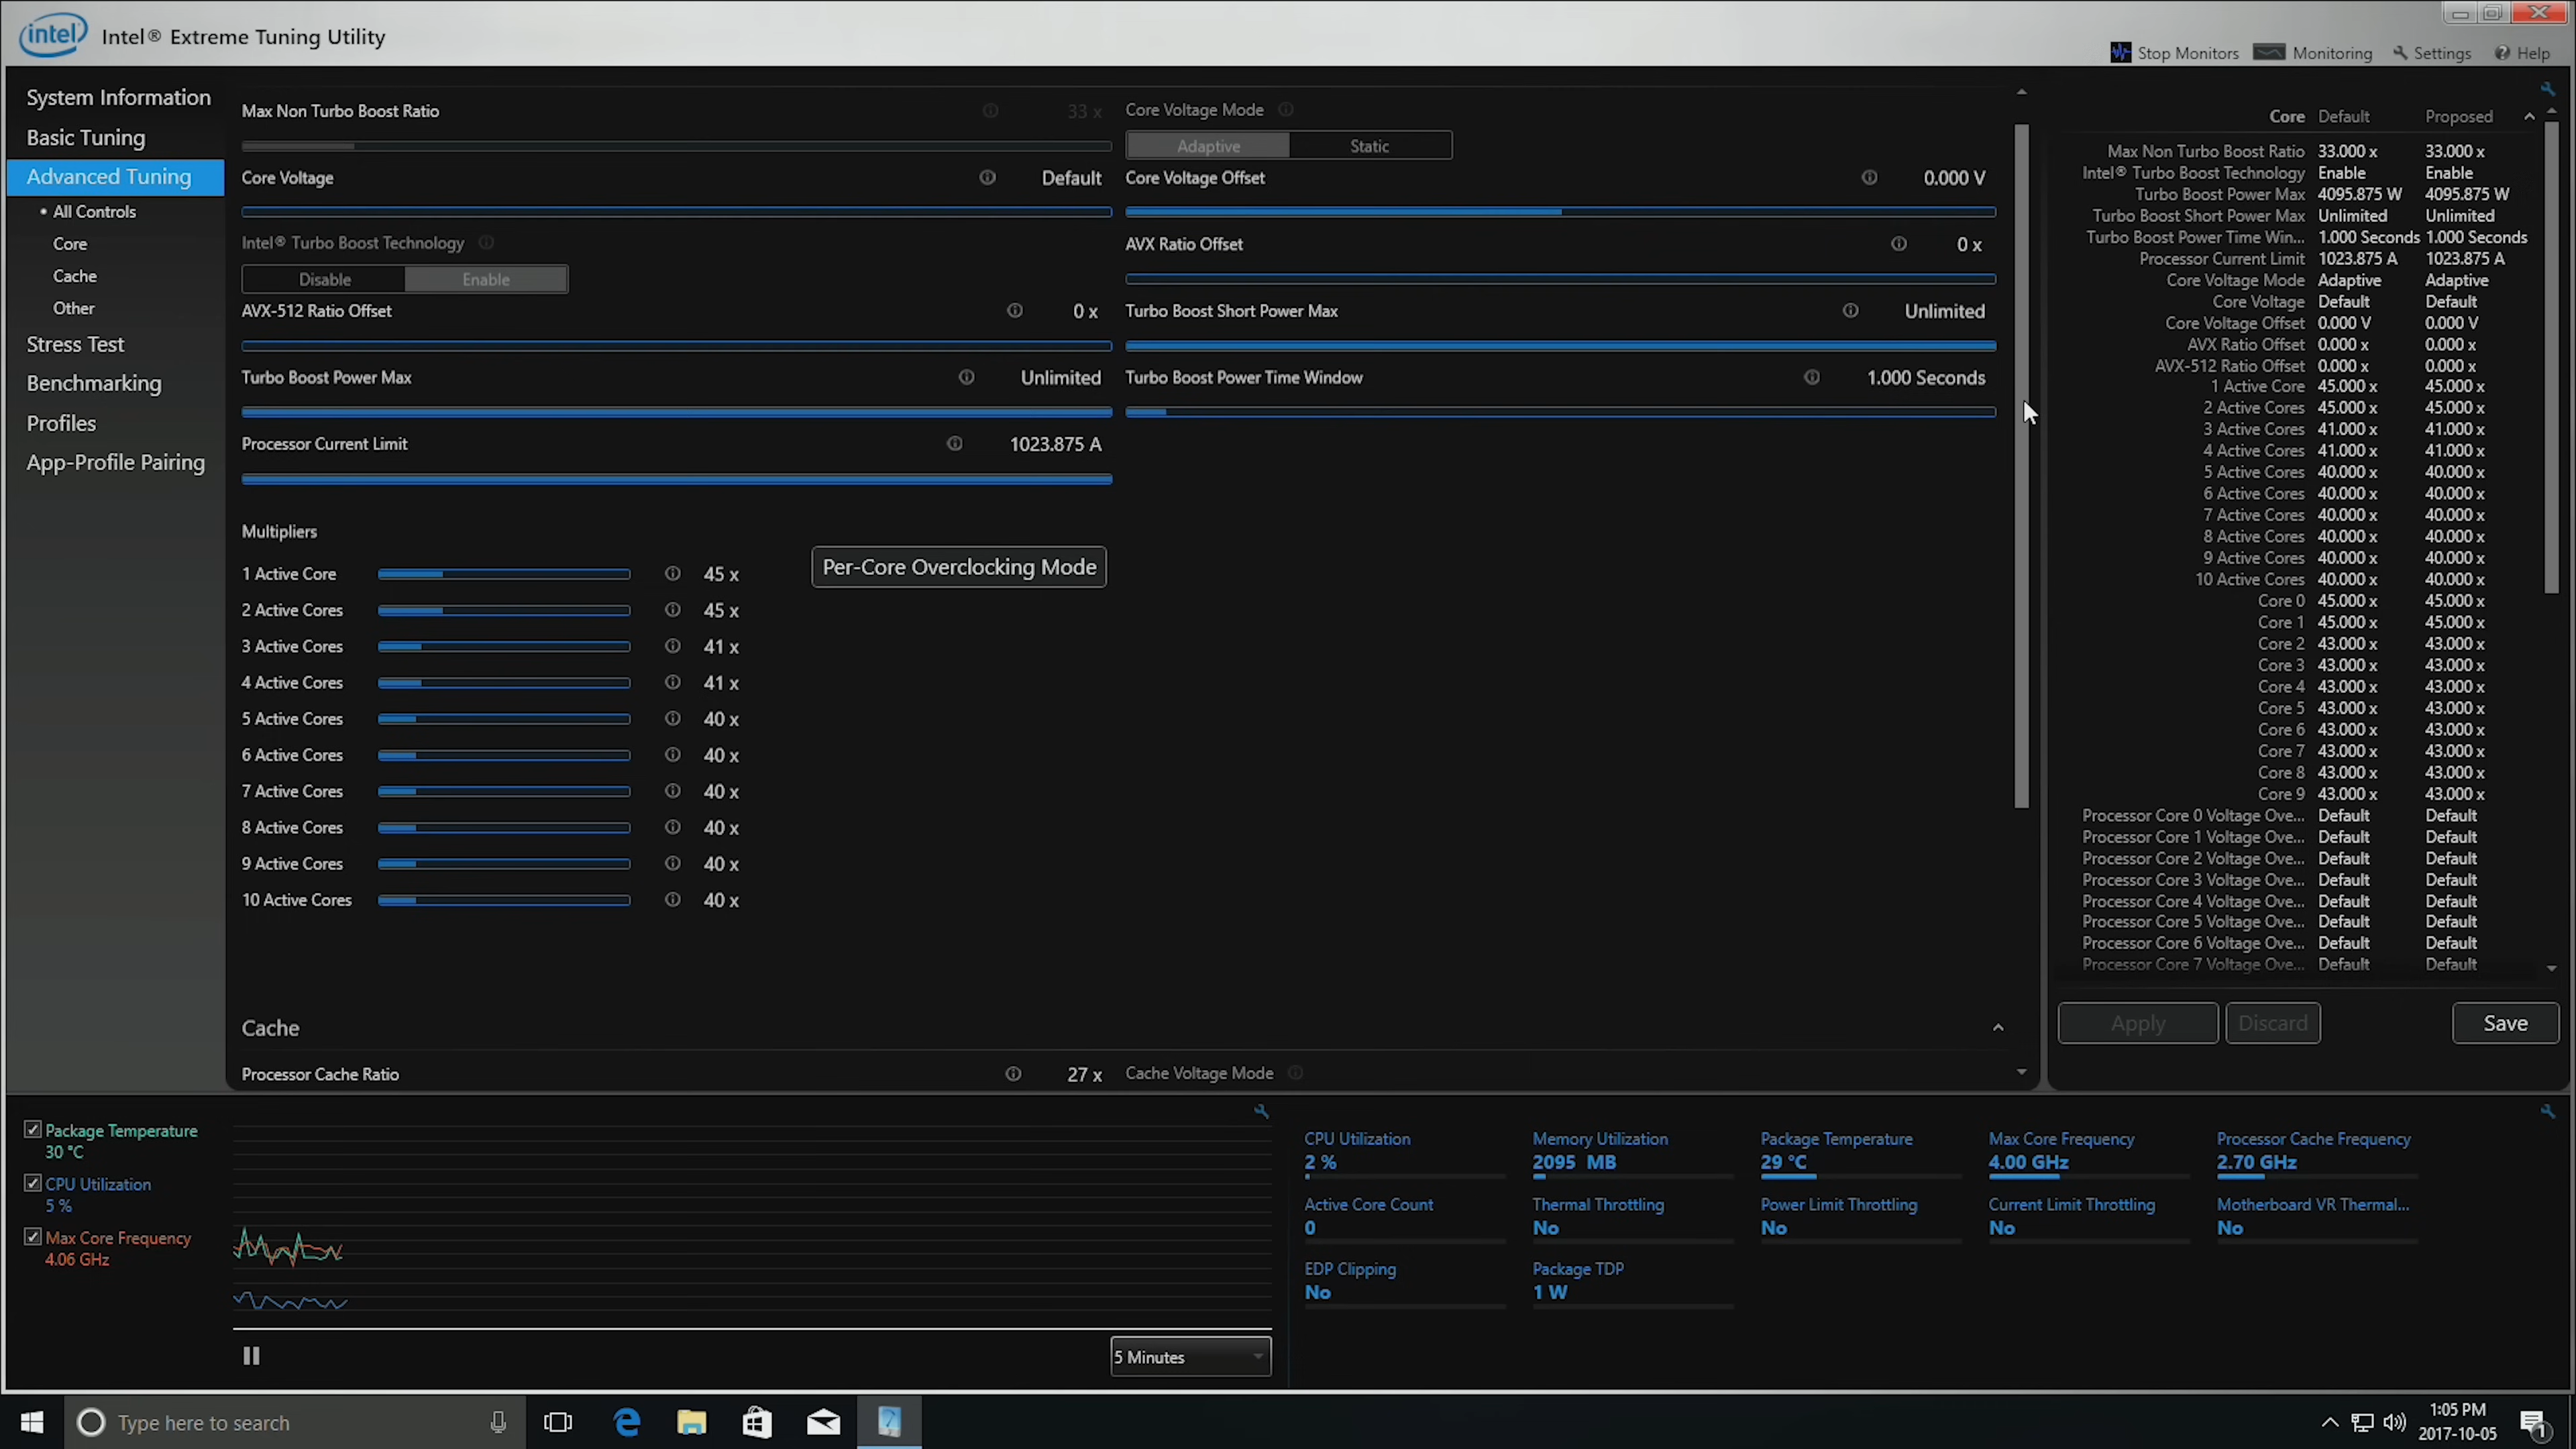 intel Intel® Extreme Tuning Utility
Stop Monitors Monitoring Settings Help
System Information
Basic Tuning
Advanced Tuning
• All Controls
Core
Cache
Other
Stress Test
Benchmarking
Profiles
App-Profile Pairing
Max Non Turbo Boost Ratio 33 x
Core Voltage Mode
Adaptive Static
Core Voltage Default
Core Voltage Offset 0.000 V
Intel® Turbo Boost Technology
Disable Enable
AVX Ratio Offset 0 x
AVX-512 Ratio Offset 0 x
Turbo Boost Short Power Max Unlimited
Turbo Boost Power Max Unlimited
Turbo Boost Power Time Window 1.000 Seconds
Processor Current Limit 1023.875 A
Multipliers
Per-Core Overclocking Mode
1 Active Core 45 x
2 Active Cores 45 x
3 Active Cores 41 x
4 Active Cores 41 x
5 Active Cores 40 x
6 Active Cores 40 x
7 Active Cores 40 x
8 Active Cores 40 x
9 Active Cores 40 x
10 Active Cores 40 x
Cache
Processor Cache Ratio 27 x
Cache Voltage Mode
Core Default Proposed
Max Non Turbo Boost Ratio 33.000 x 33.000 x
Intel® Turbo Boost Technology Enable Enable
Turbo Boost Power Max 4095.875 W 4095.875 W
Turbo Boost Short Power Max Unlimited Unlimited
Turbo Boost Power Time Win... 1.000 Seconds 1.000 Seconds
Processor Current Limit 1023.875 A 1023.875 A
Core Voltage Mode Adaptive Adaptive
Core Voltage Default Default
Core Voltage Offset 0.000 V 0.000 V
AVX Ratio Offset 0.000 x 0.000 x
AVX-512 Ratio Offset 0.000 x 0.000 x
1 Active Core 45.000 x 45.000 x
2 Active Cores 45.000 x 45.000 x
3 Active Cores 41.000 x 41.000 x
4 Active Cores 41.000 x 41.000 x
5 Active Cores 40.000 x 40.000 x
6 Active Cores 40.000 x 40.000 x
7 Active Cores 40.000 x 40.000 x
8 Active Cores 40.000 x 40.000 x
9 Active Cores 40.000 x 40.000 x
10 Active Cores 40.000 x 40.000 x
Core 0 45.000 x 45.000 x
Core 1 45.000 x 45.000 x
Core 2 43.000 x 43.000 x
Core 3 43.000 x 43.000 x
Core 4 43.000 x 43.000 x
Core 5 43.000 x 43.000 x
Core 6 43.000 x 43.000 x
Core 7 43.000 x 43.000 x
Core 8 43.000 x 43.000 x
Core 9 43.000 x 43.000 x
Processor Core 0 Voltage Ove... Default Default
Processor Core 1 Voltage Ove... Default Default
Processor Core 2 Voltage Ove... Default Default
Processor Core 3 Voltage Ove... Default Default
Processor Core 4 Voltage Ove... Default Default
Processor Core 5 Voltage Ove... Default Default
Processor Core 6 Voltage Ove... Default Default
Processor Core 7 Voltage Ove... Default Default
Apply Discard Save
Package Temperature
30 °C
CPU Utilization
5 %
Max Core Frequency
4.06 GHz
5 Minutes
CPU Utilization Memory Utilization Package Temperature Max Core Frequency Processor Cache Frequency
2 % 2095 MB 29 °C 4.00 GHz 2.70 GHz
Active Core Count Thermal Throttling Power Limit Throttling Current Limit Throttling Motherboard VR Thermal...
0 No No No No
EDP Clipping Package TDP
No 1 W
Type here to search
1:05 PM
2017-10-05
1